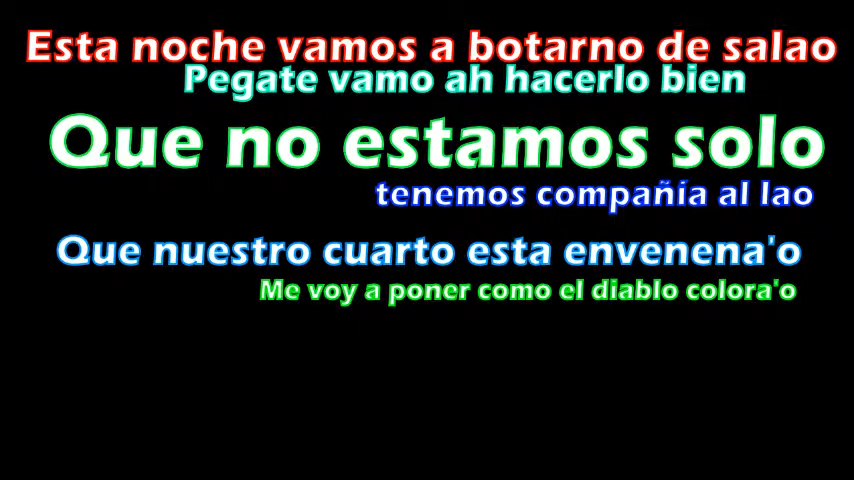 Esta noche vamos a botarno de salao
Pegate vamo ah hacerlo bien
Que no estamos solo
tenemos compañía al lao
Que nuestro cuarto esta envenena'o
Me voy a poner como el diablo colora'o